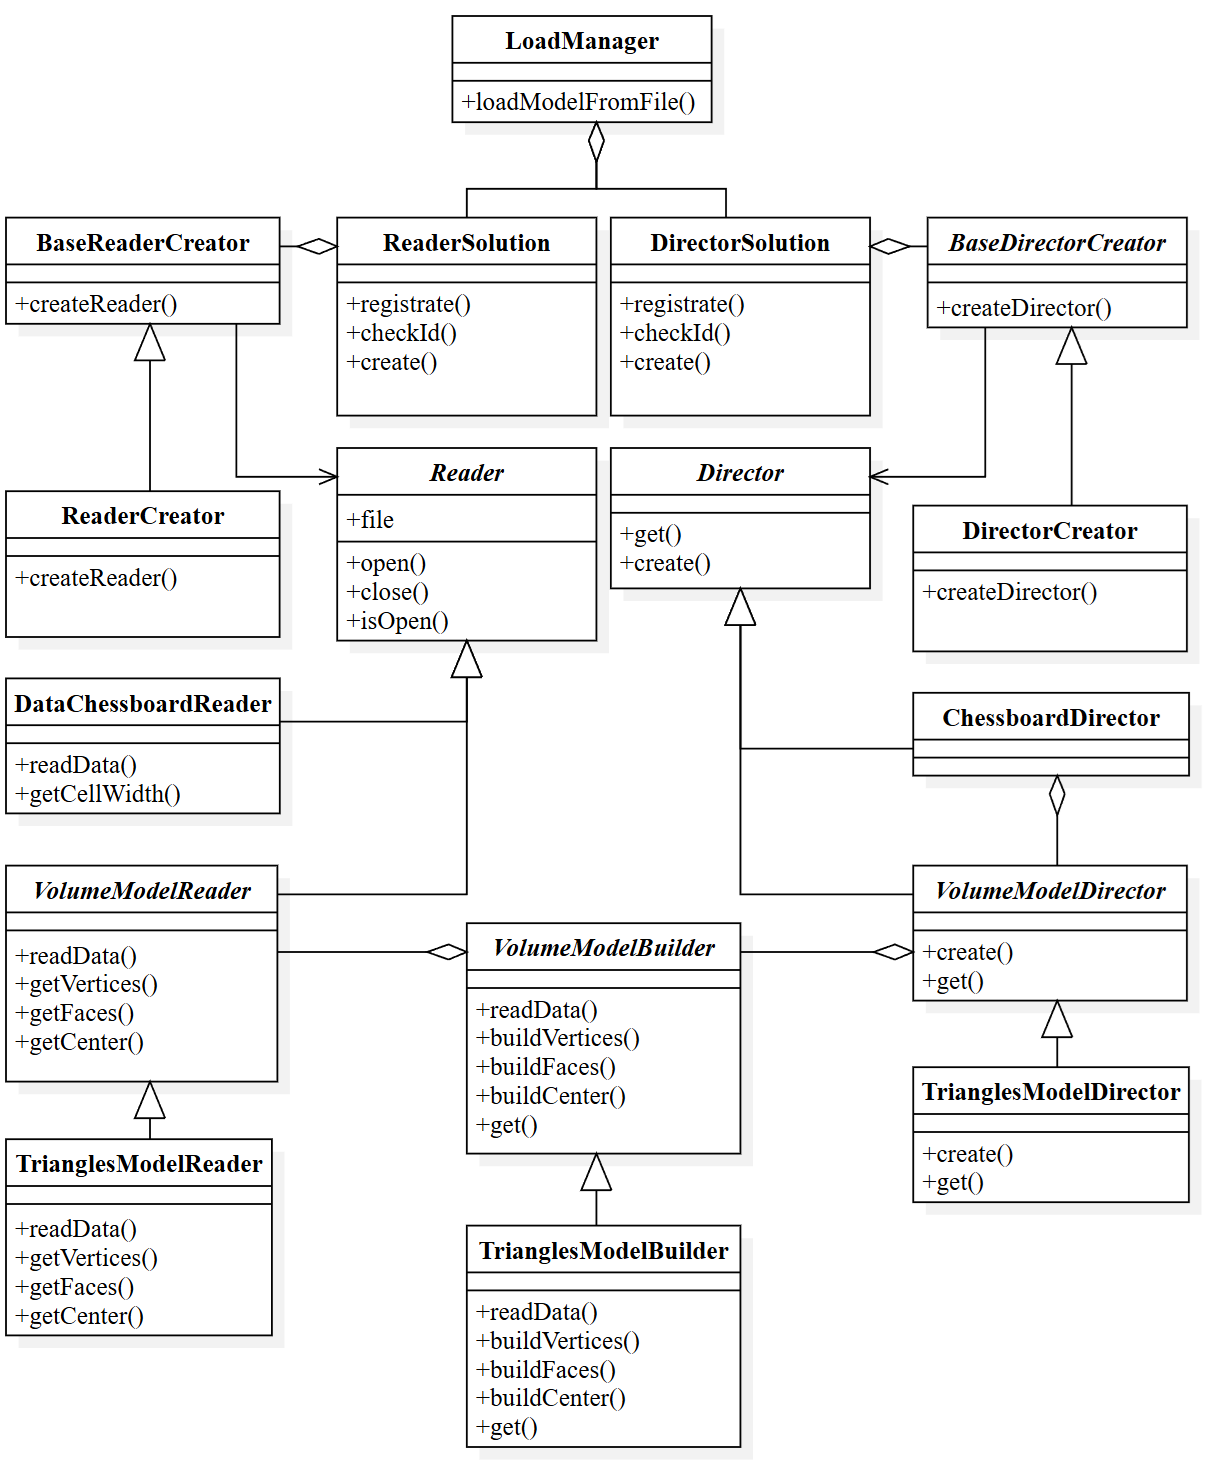 LoadManager
+loadModelFromFile()
BaseReaderCreator
+createReader()
ReaderSolution
+registrate()
+checkId()
+create()
DirectorSolution
+registrate()
+checkId()
+create()
BaseDirectorCreator
+createDirector()
Reader
+file
+open()
+close()
+isOpen()
Director
+get()
+create()
ReaderCreator
+createReader()
DirectorCreator
+createDirector()
DataChessboardReader
+readData()
+getCellWidth()
ChessboardDirector
VolumeModelReader
+readData()
+getVertices()
+getFaces()
+getCenter()
VolumeModelBuilder
+readData()
+buildVertices()
+buildFaces()
+buildCenter()
+get()
VolumeModelDirector
+create()
+get()
TrianglesModelReader
+readData()
+getVertices()
+getFaces()
+getCenter()
TrianglesModelBuilder
+readData()
+buildVertices()
+buildFaces()
+buildCenter()
+get()
TrianglesModelDirector
+create()
+get()